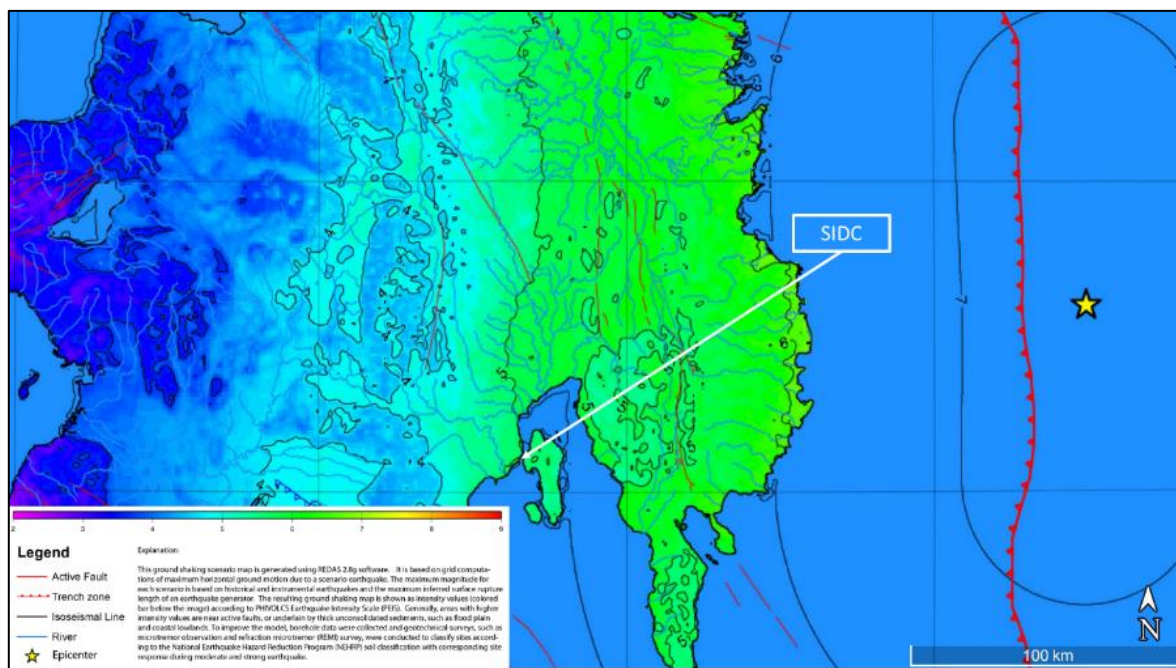 SIDC
7
6
5
5
5
4
4
2 3 4 5 6 7 8 9
Legend
Active Fault
Trench zone
Isoseismal Line
River
Epicenter
Explanation:
This ground shaking scenario map is generated using REDAS 2.8g software. It is based on grid computa-
tions of maximum horizontal ground motion due to a scenario earthquake. The maximum magnitude for
each scenario is based on historical and instrumental earthquakes and the maximum inferred surface rupture
length of an earthquake generator. The resulting ground shaking map is shown as intensity values (colored
bar below the image) according to PHIVOLCS Earthquake Intensity Scale (PEIS). Generally, areas with higher
intensity values are near active faults, or underlain by thick unconsolidated sediments, such as flood plain
and coastal lowlands. To improve the model, borehole data were collected and geotechnical surveys, such as
microtremor observation and refraction microtremor (REMI) survey, were conducted to classify sites accord-
ing to the National Earthquake Hazard Reduction Program (NEHRP) soil classification with corresponding site
response during moderate and strong earthquake.
N
100 km